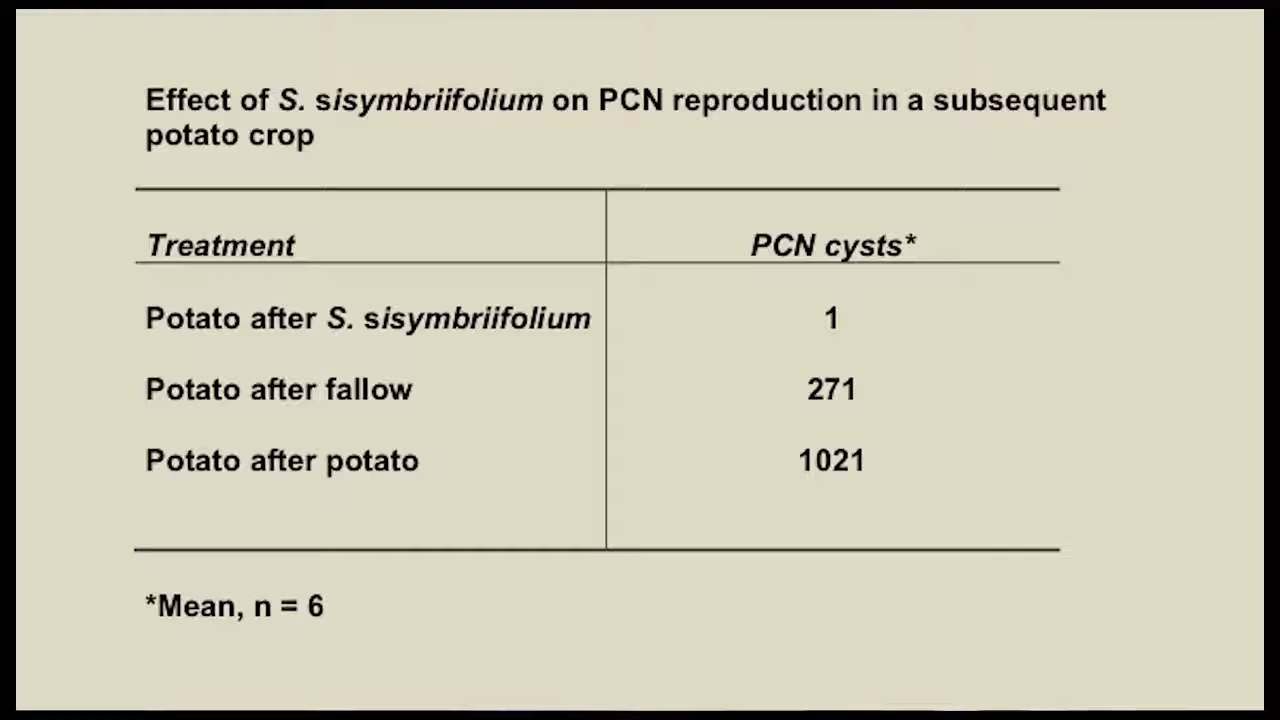 Effect of S. sisymbriifolium on PCN reproduction in a subsequent
potato crop
Treatment PCN cysts*
Potato after S. sisymbriifolium 1
Potato after fallow 271
Potato after potato 1021
*Mean, n = 6